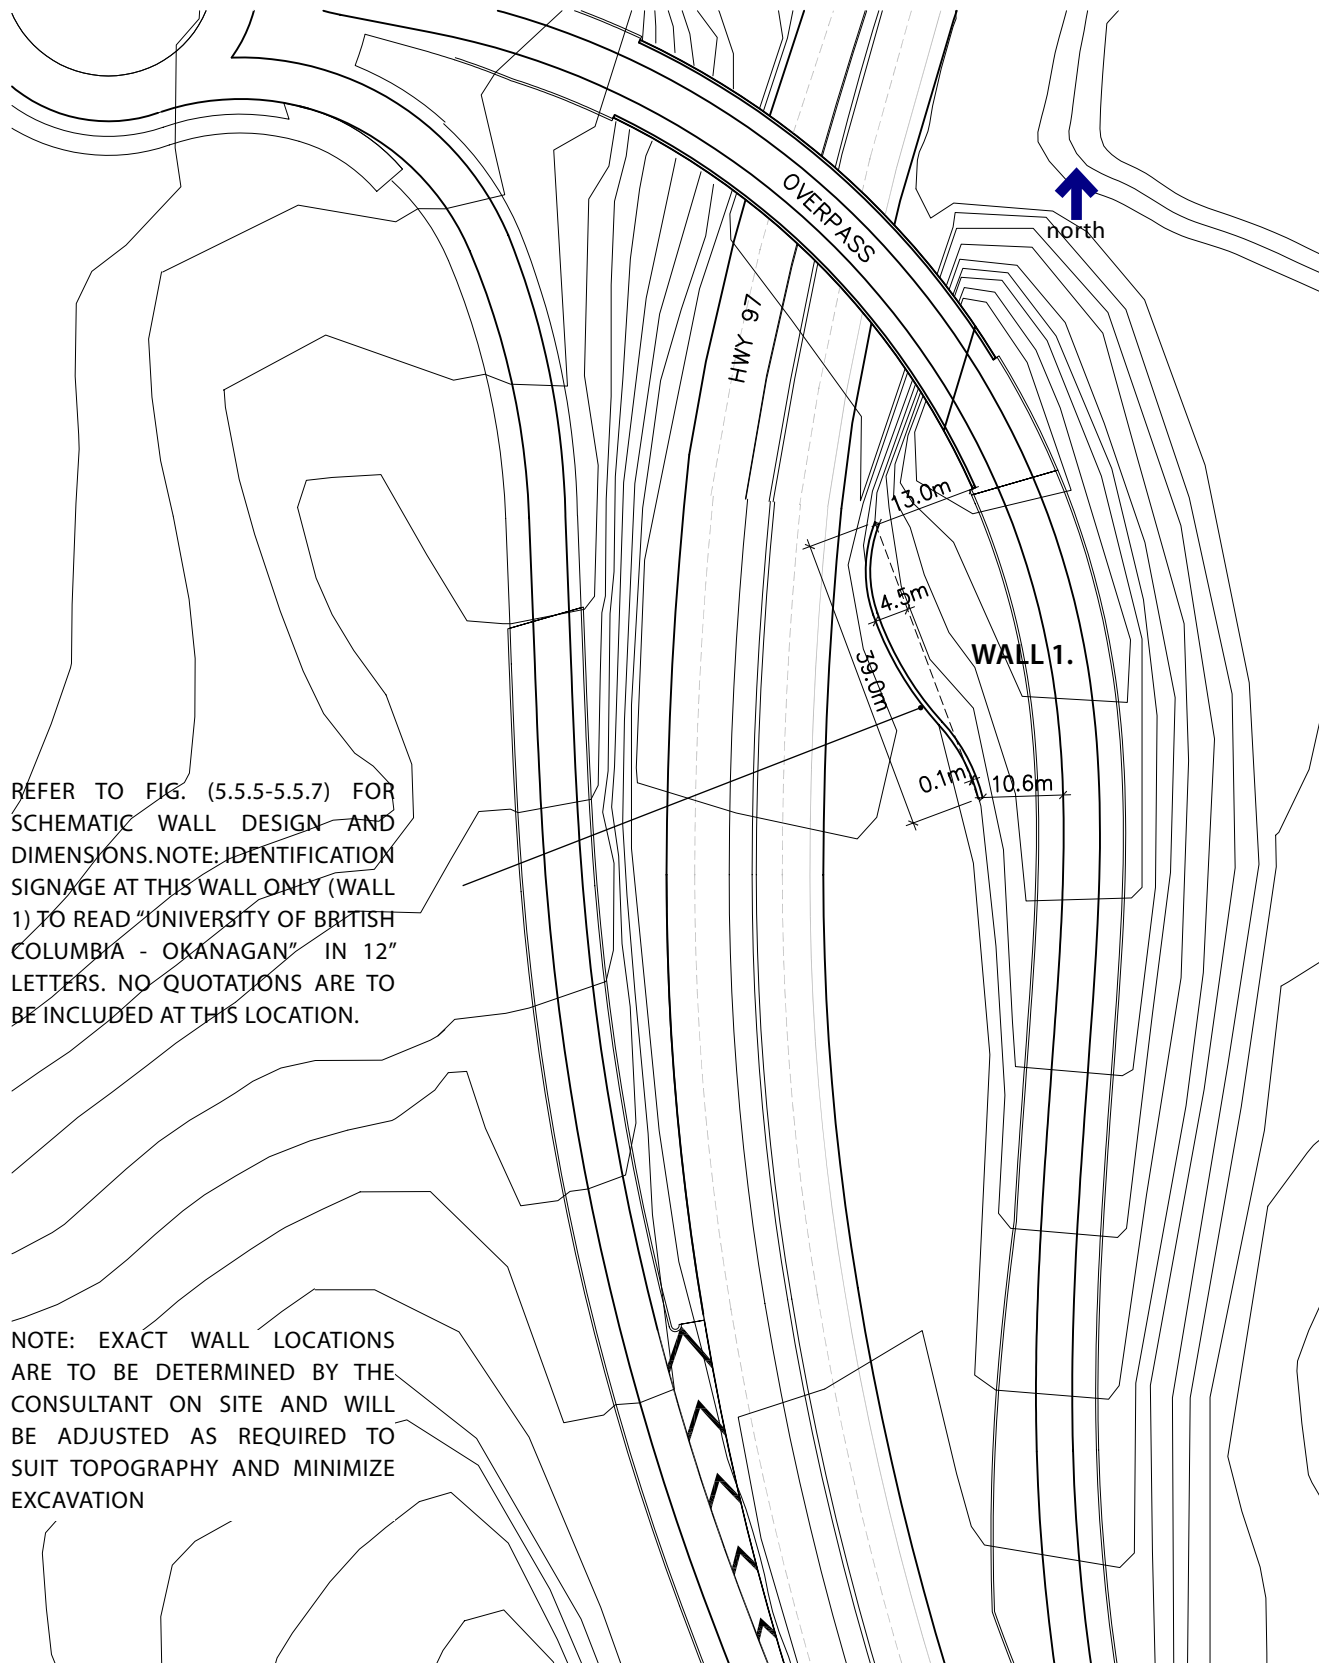 OVERPASS
north
HWY 97
13.0m
4.5m
WALL 1.
39.0m
0.1m
10.6m
REFER TO FIG. (5.5.5-5.5.7) FOR
SCHEMATIC WALL DESIGN AND
DIMENSIONS. NOTE: IDENTIFICATION
SIGNAGE AT THIS WALL ONLY (WALL
1) TO READ “UNIVERSITY OF BRITISH
COLUMBIA - OKANAGAN” IN 12”
LETTERS. NO QUOTATIONS ARE TO
BE INCLUDED AT THIS LOCATION.
NOTE: EXACT WALL LOCATIONS
ARE TO BE DETERMINED BY THE
CONSULTANT ON SITE AND WILL
BE ADJUSTED AS REQUIRED TO
SUIT TOPOGRAPHY AND MINIMIZE
EXCAVATION